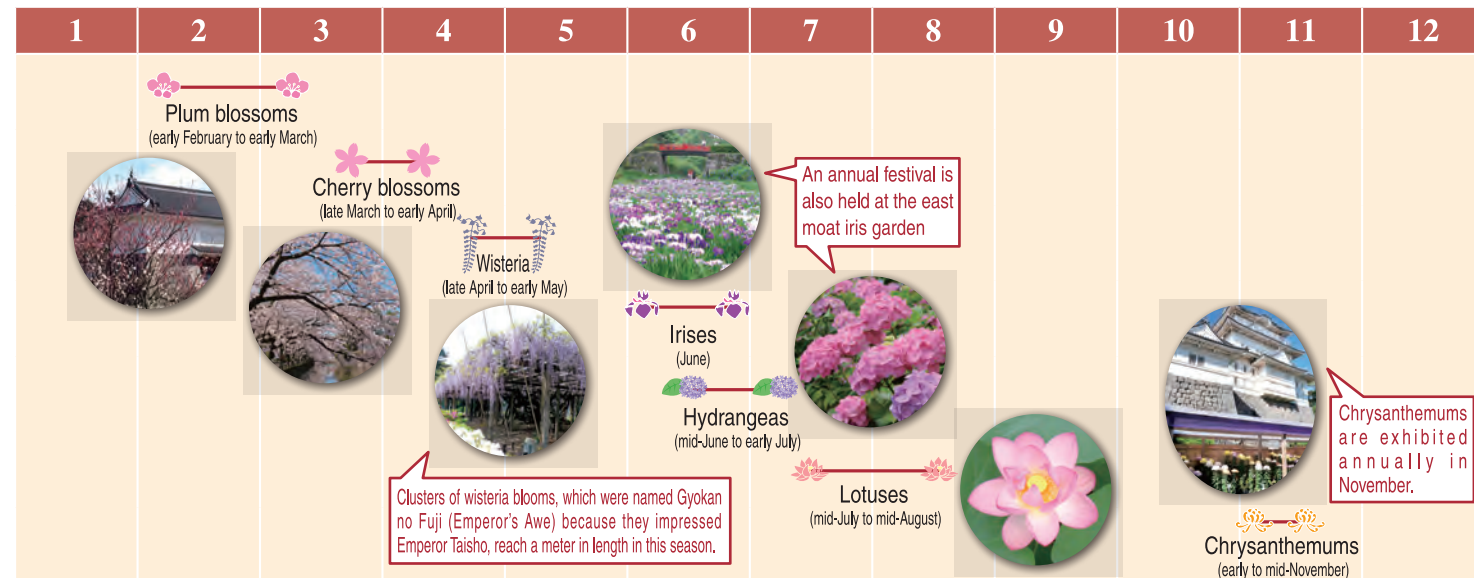 1 2 3 4 5 6 7 8 9 10 11 12
Plum blossoms
(early February to early March)
Cherry blossoms
(late March to early April)
Wisteria
(late April to early May)
Clusters of wisteria blooms, which were named Gyokan
no Fuji (Emperor's Awe) because they impressed
Emperor Taisho, reach a meter in length in this season.
An annual festival is
also held at the east
moat iris garden
Irises
(June)
Hydrangeas
(mid-June to early July)
Lotuses
(mid-July to mid-August)
Chrysanthemums
are exhibited
annually in
November.
Chrysanthemums
(early to mid-November)